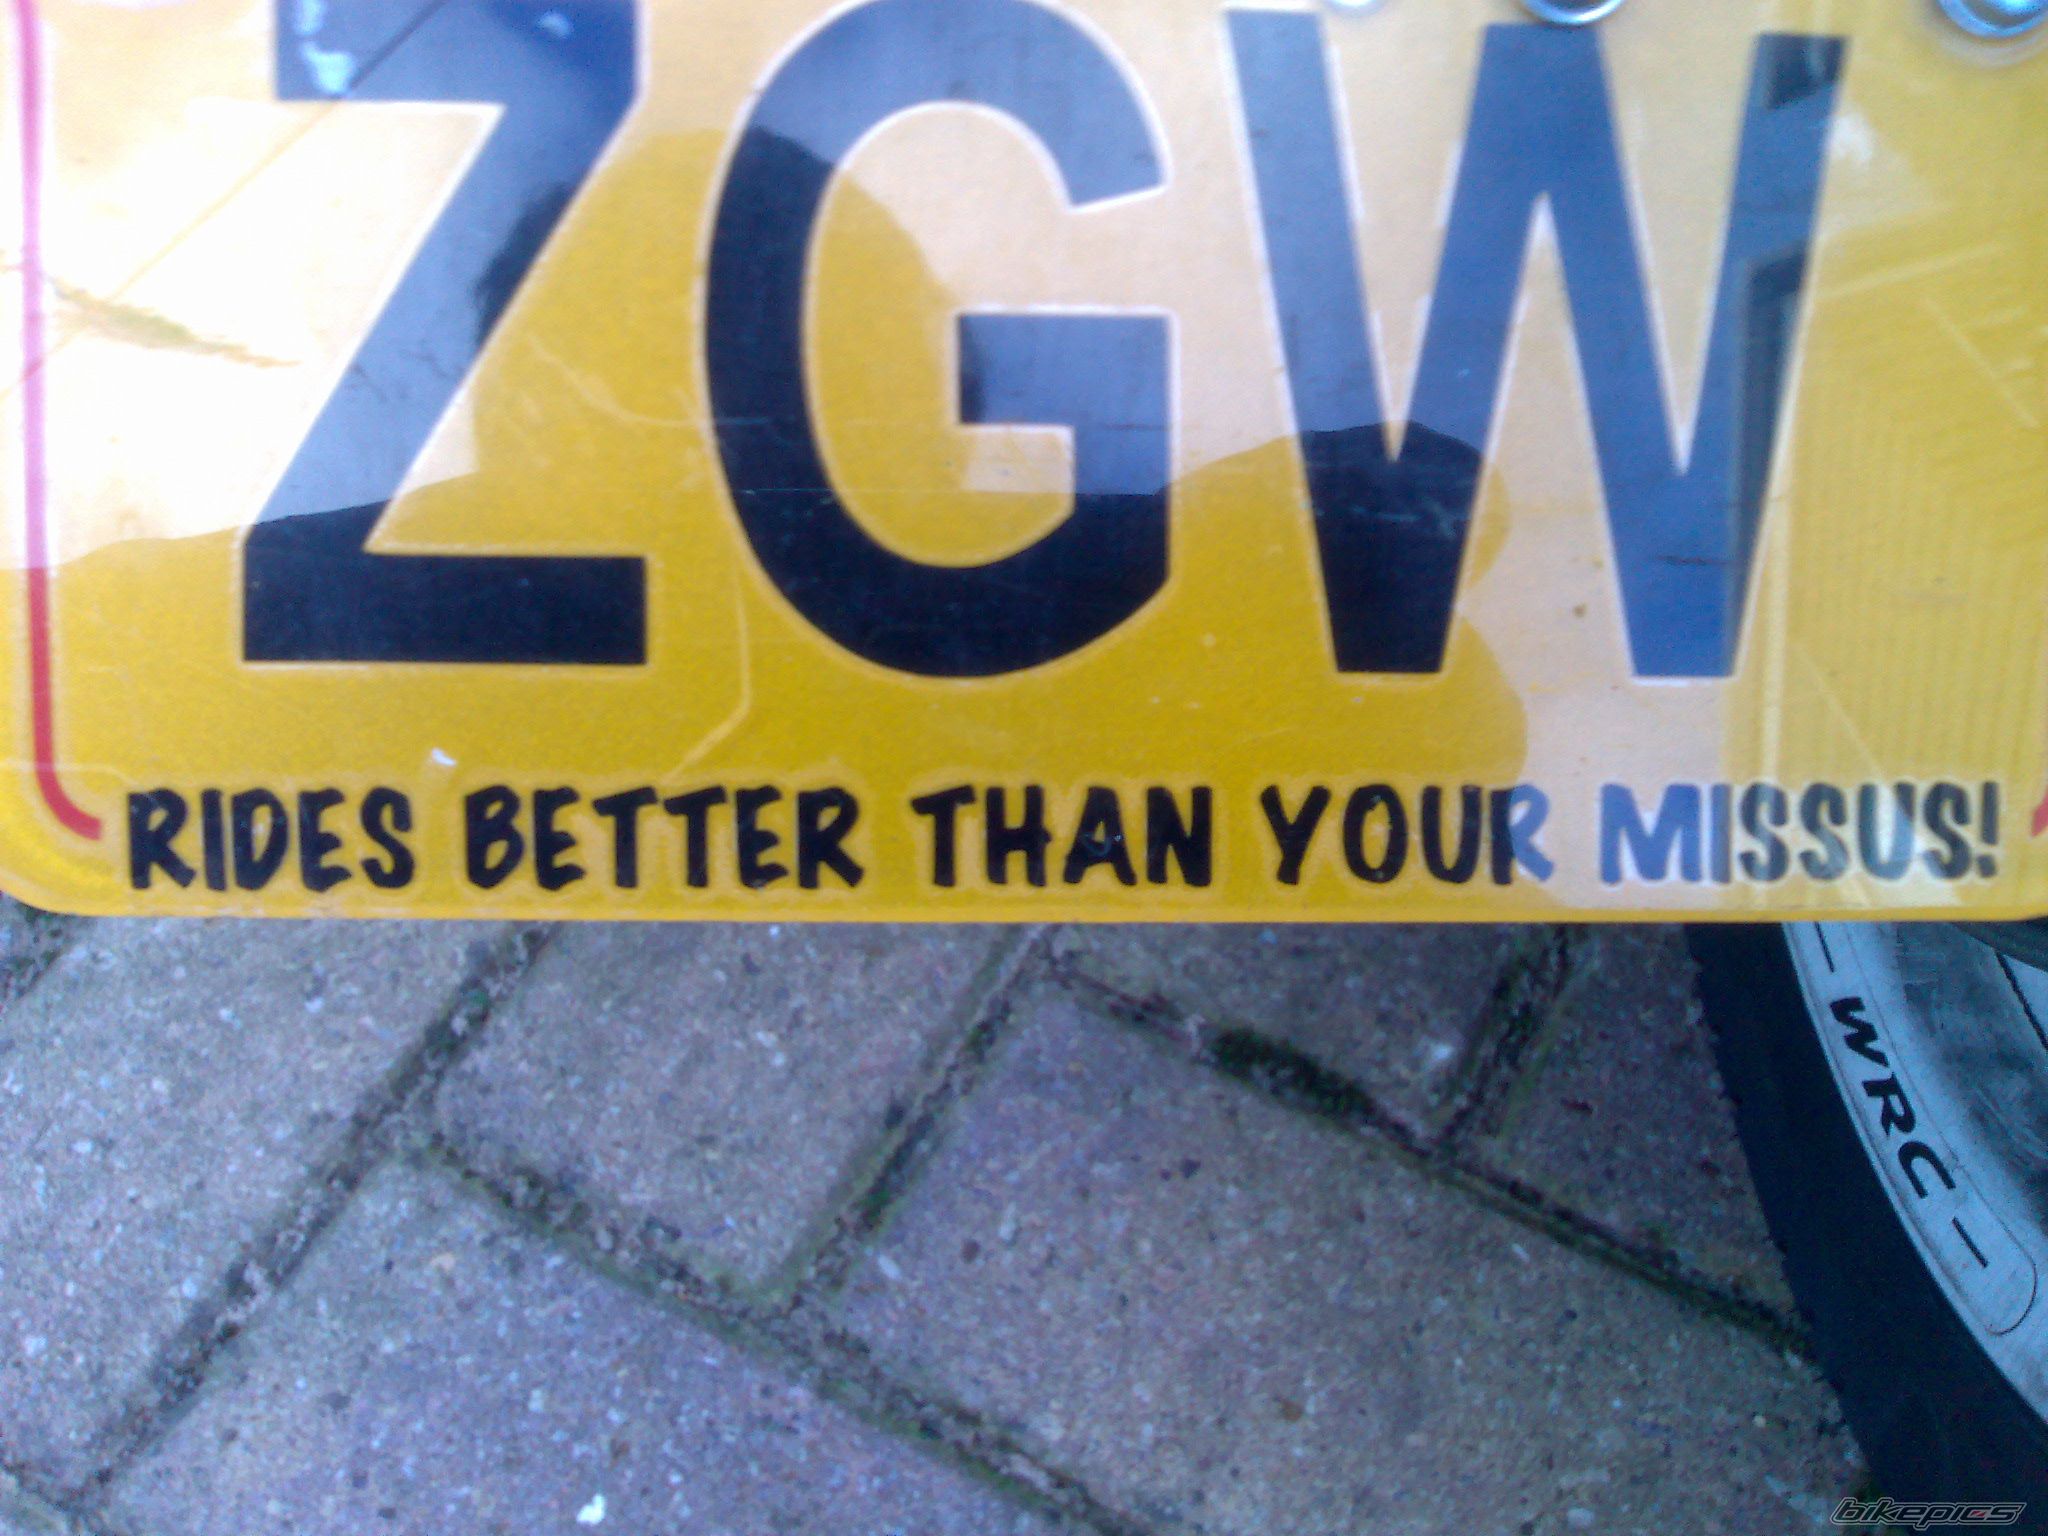 ZGW
RIDES BETTER THAN YOUR MISSUS!
- WRC -
bikepics